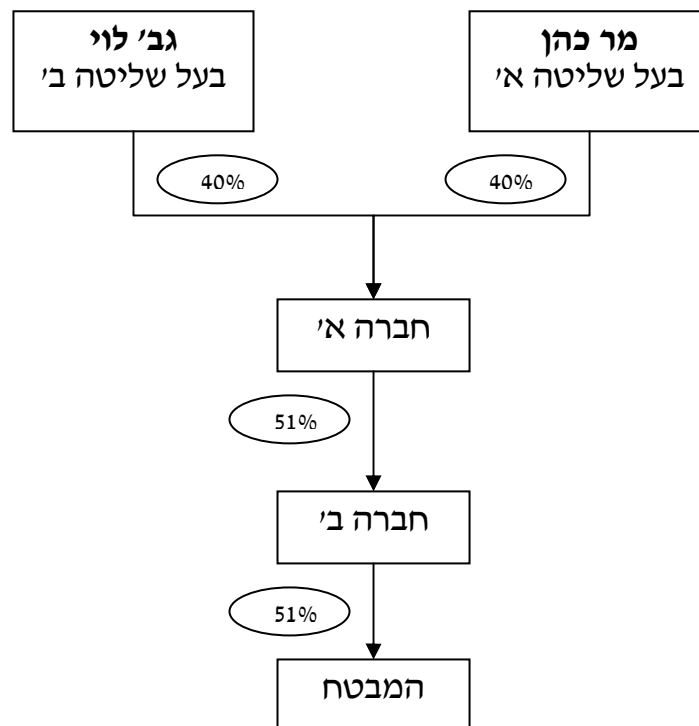 מר כהן
בעל שליטה א'
גב' לוי
בעל שליטה ב'
40%
40%
חברה א'
51%
חברה ב'
51%
המבטח